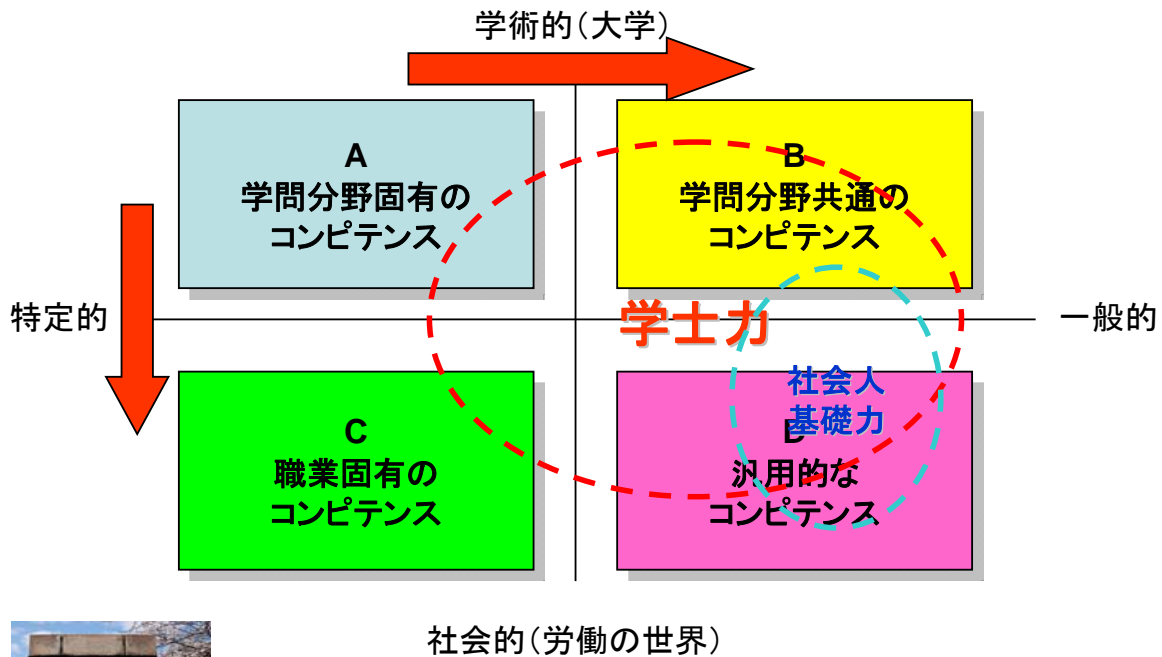 学術的(大学)
A
学問分野固有の
コンピテンス
B
学問分野共通の
コンピテンス
特定的
学士力
一般的
社会人
基礎力
C
職業固有の
コンピテンス
D
汎用的な
コンピテンス
社会的(労働の世界)